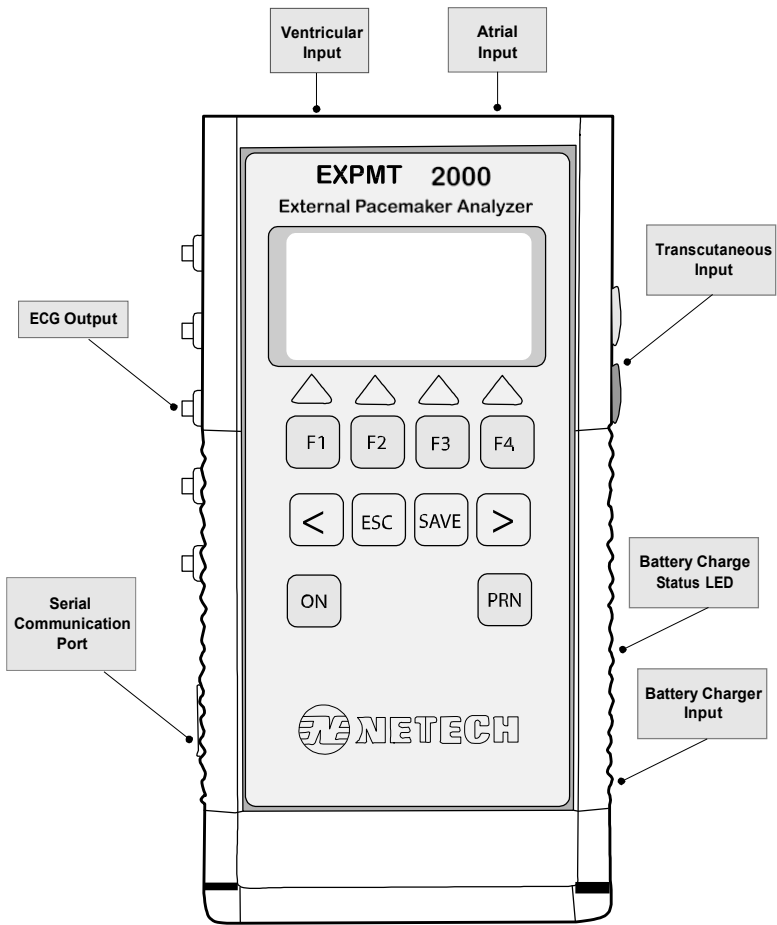 Ventricular
Input
Atrial
Input
EXPMT 2000
External Pacemaker Analyzer
Transcutaneous
Input
ECG Output
F1 F2 F3 F4
< ESC SAVE >
Battery Charge
Status LED
Serial
Communication
Port
ON PRN
Battery Charger
Input
NETECH